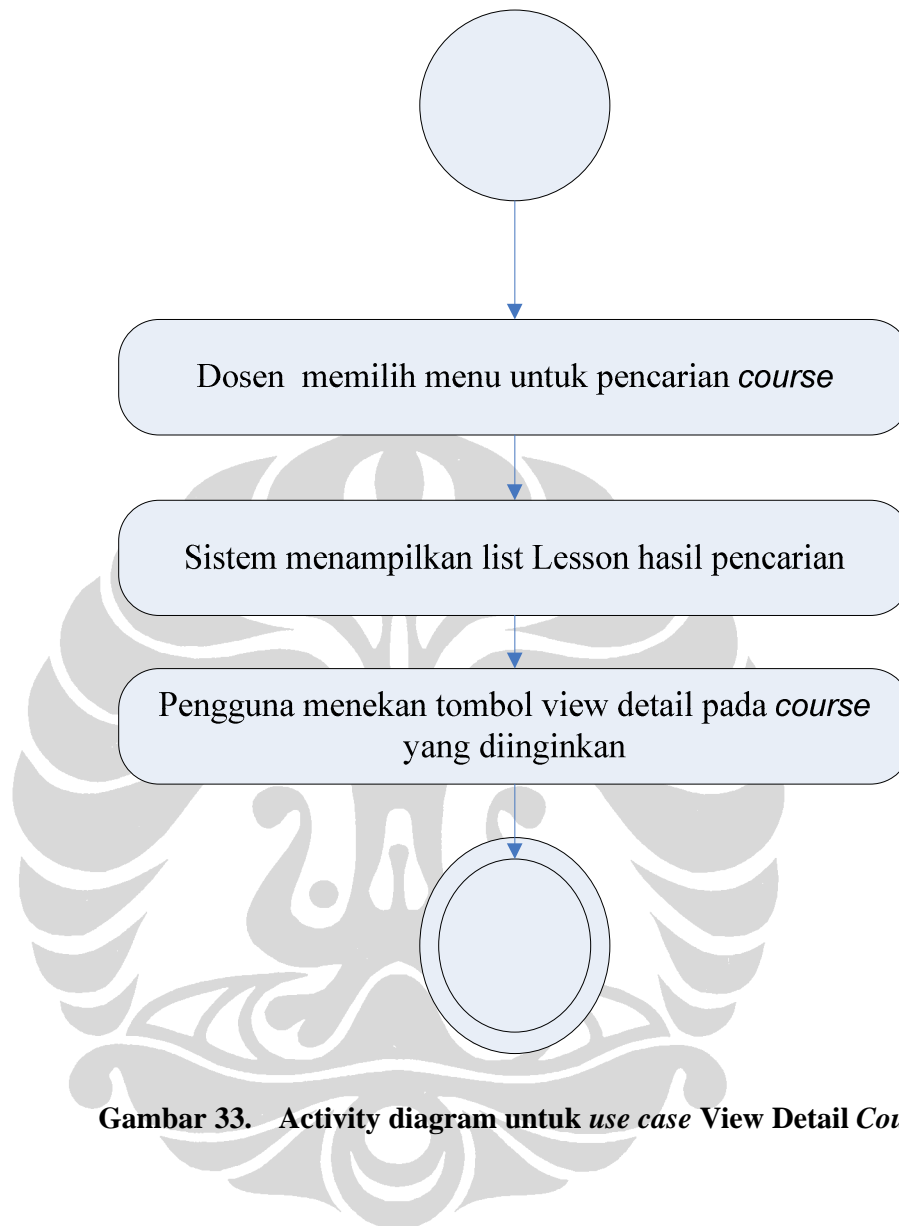 Dosen  memilih menu untuk pencarian course
Sistem menampilkan list Lesson hasil pencarian
Pengguna menekan tombol view detail pada course
yang diinginkan
Gambar 33.   Activity diagram untuk use case View Detail